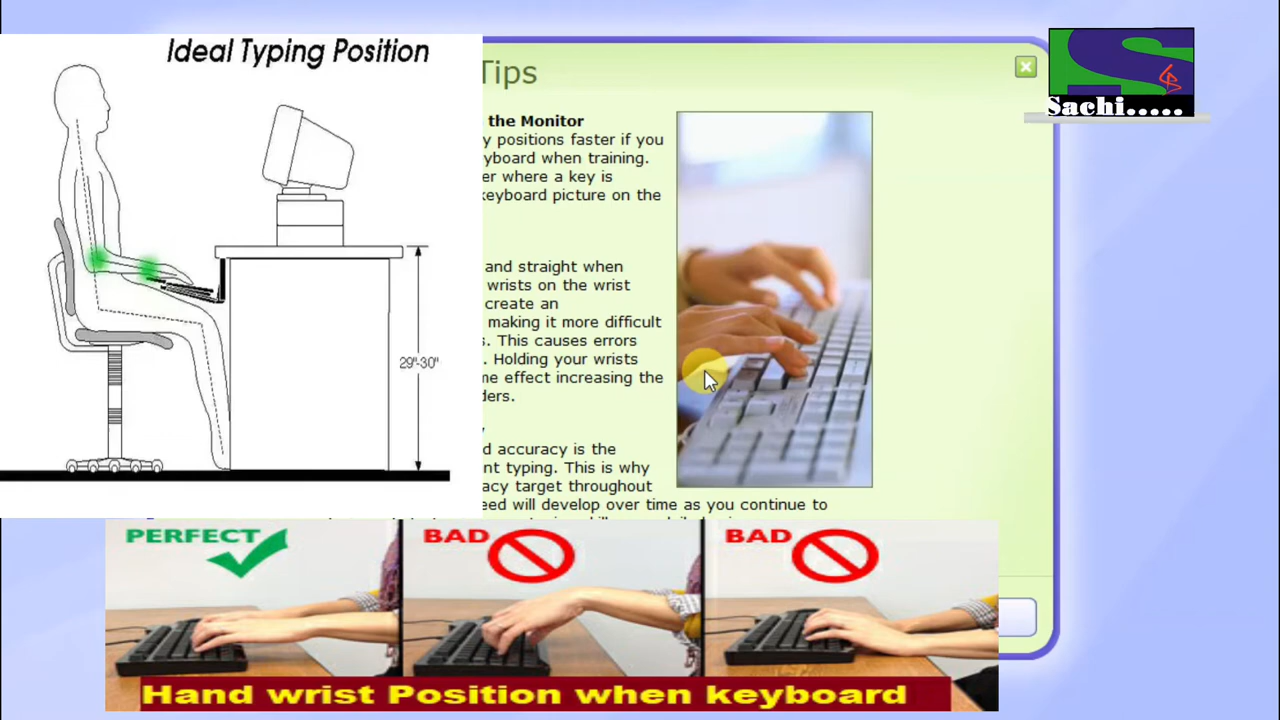 Ideal Typing Position
29"-30"
Tips
the Monitor
y positions faster if you
yboard when training.
er where a key is
keyboard picture on the
and straight when
wrists on the wrist
create an
making it more difficult
s. This causes errors
. Holding your wrists
me effect increasing the
ders.
d accuracy is the
nt typing. This is why
acy target throughout
eed will develop over time as you continue to
Sachi.....
PERFECT
BAD
BAD
Hand wrist Position when keyboard